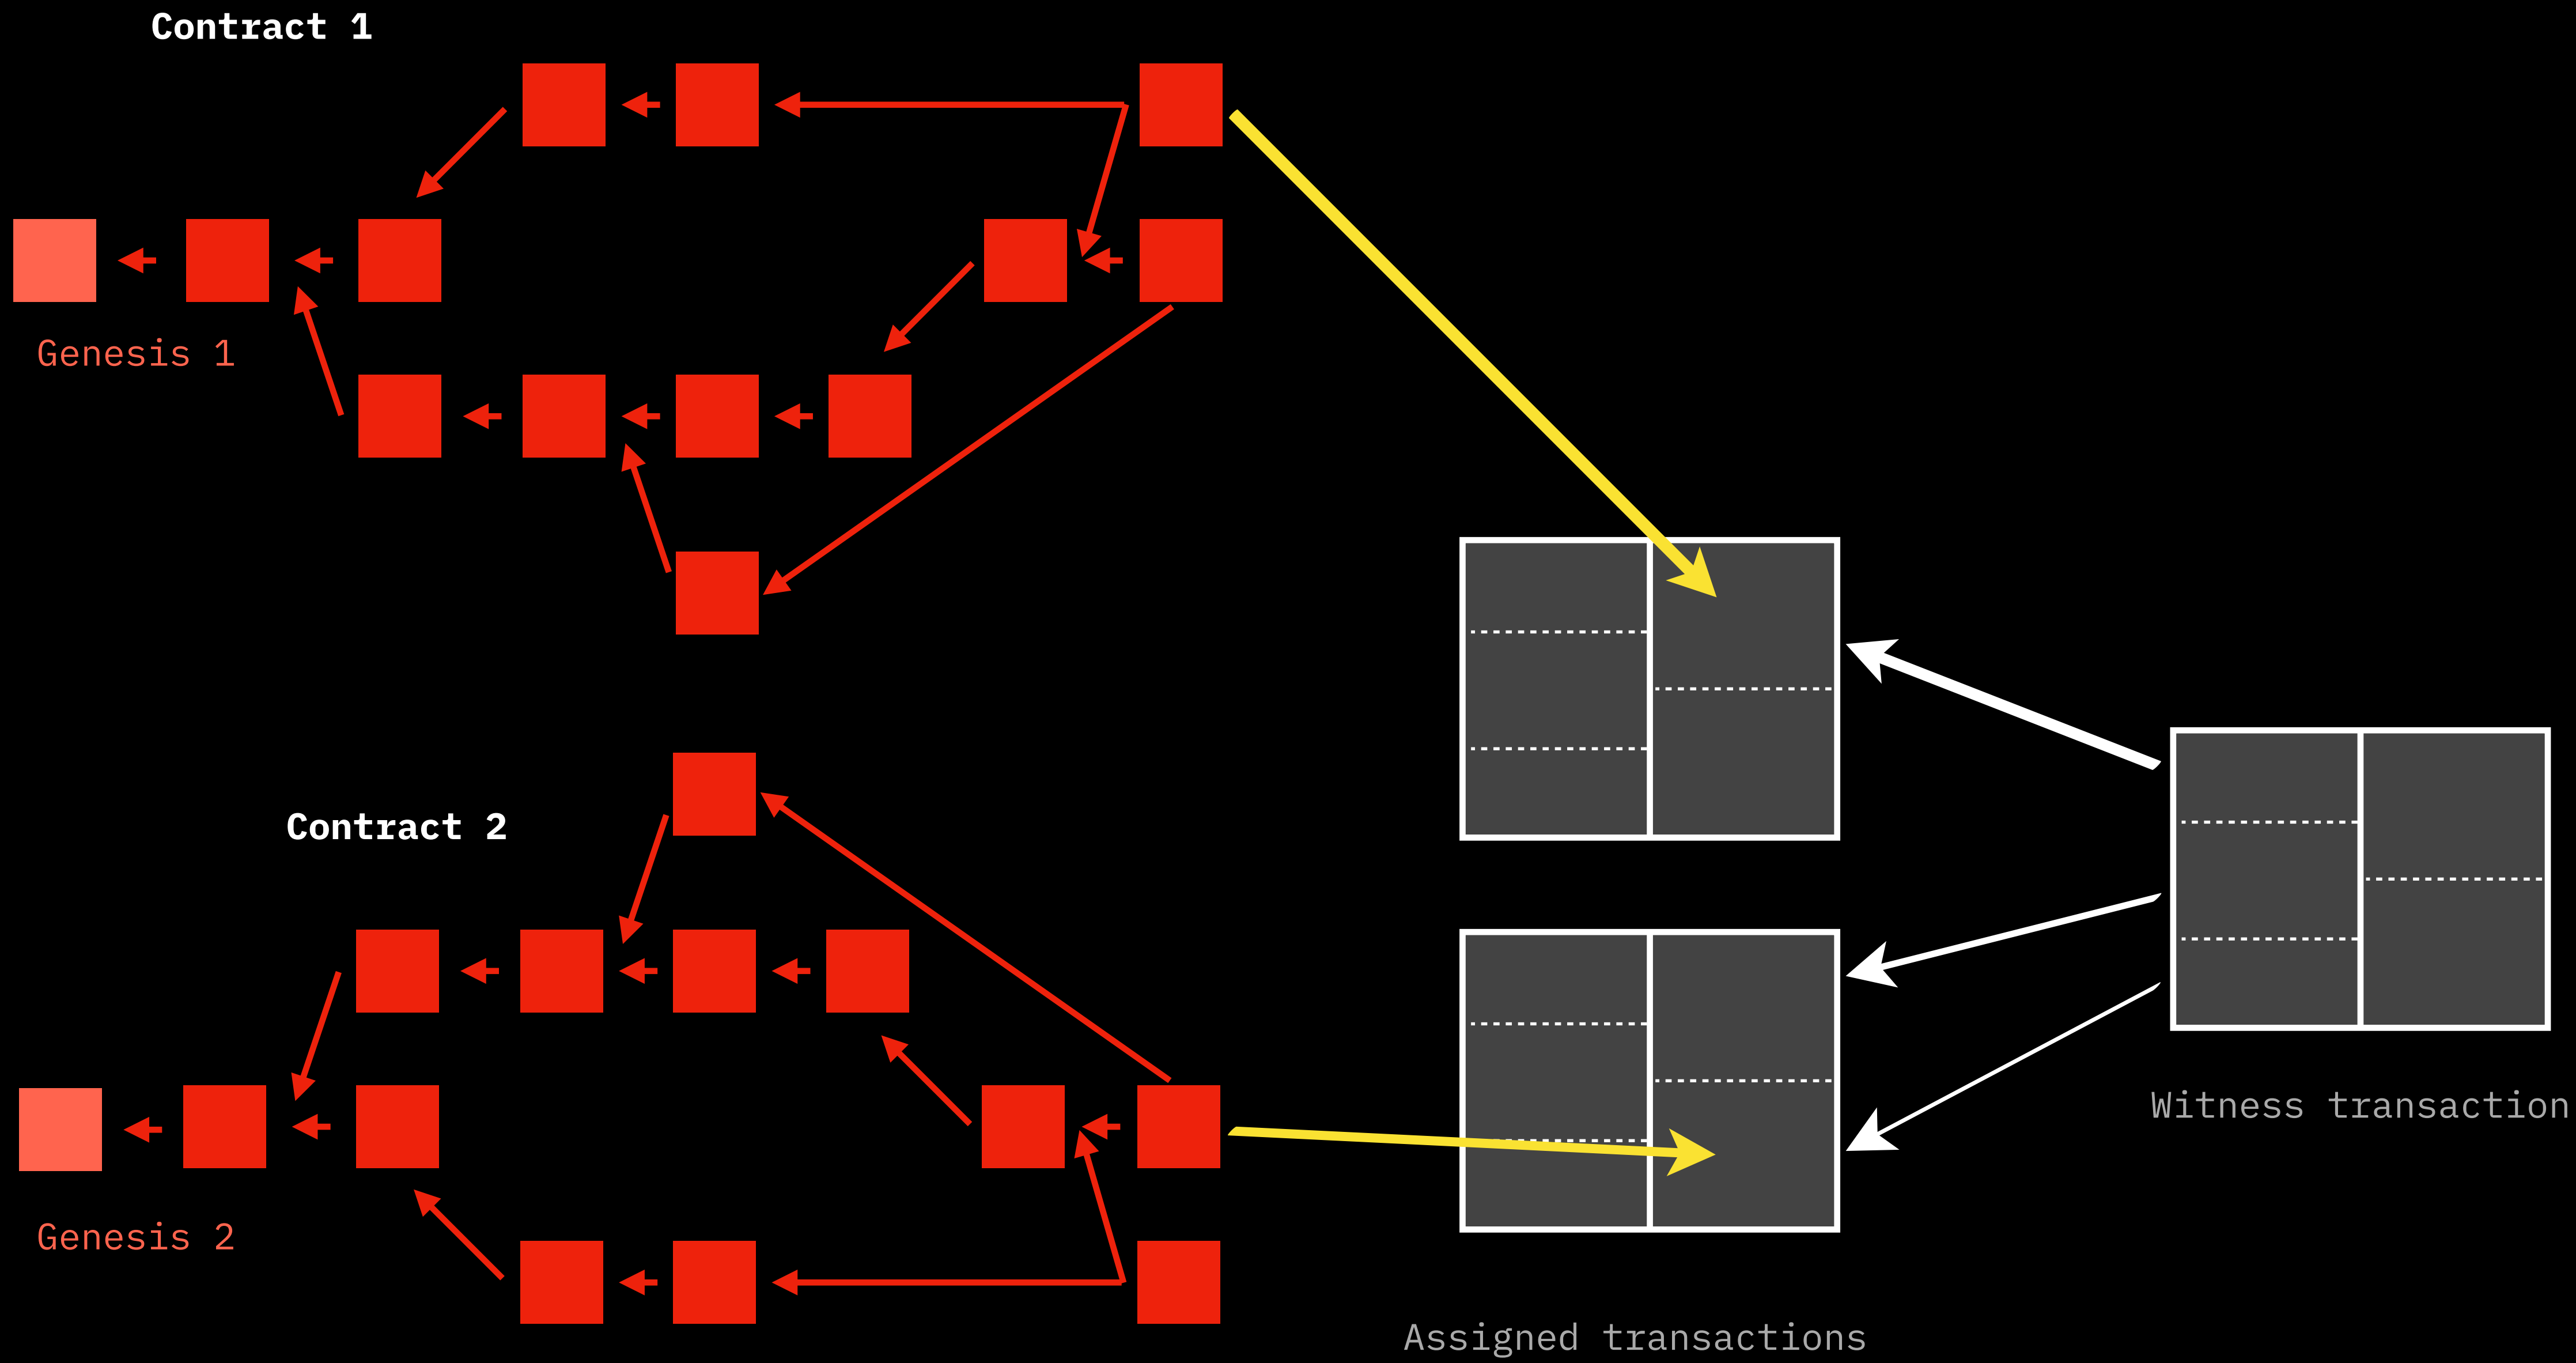 Contract 1
Genesis 1
Contract 2
Witness transaction
Genesis 2
Assigned transactions